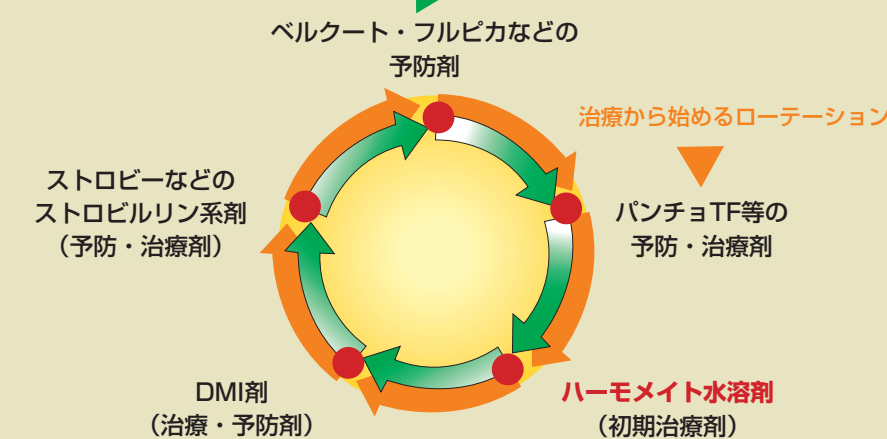 ベルクート・フルピカなどの
予防剤
治療から始めるローテーション
パンチョTF等の
予防・治療剤
ハーモメイト水溶剤
（初期治療剤）
DMI剤
（治療・予防剤）
ストロビーなどの
ストロビルリン系剤
（予防・治療剤）